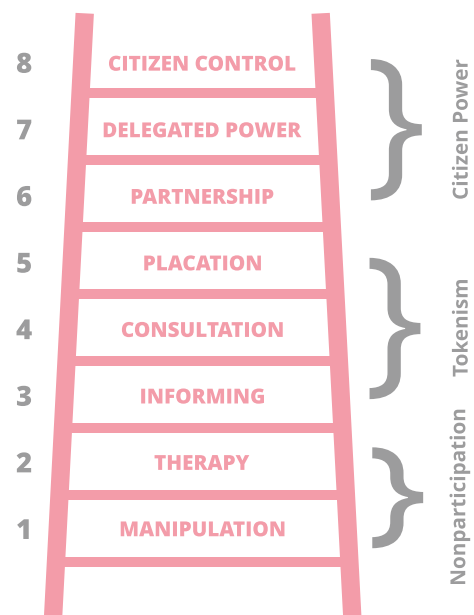 8 CITIZEN CONTROL
7 DELEGATED POWER
6 PARTNERSHIP
Citizen Power
5 PLACATION
4 CONSULTATION
3 INFORMING
Tokenism
2 THERAPY
1 MANIPULATION
Nonparticipation